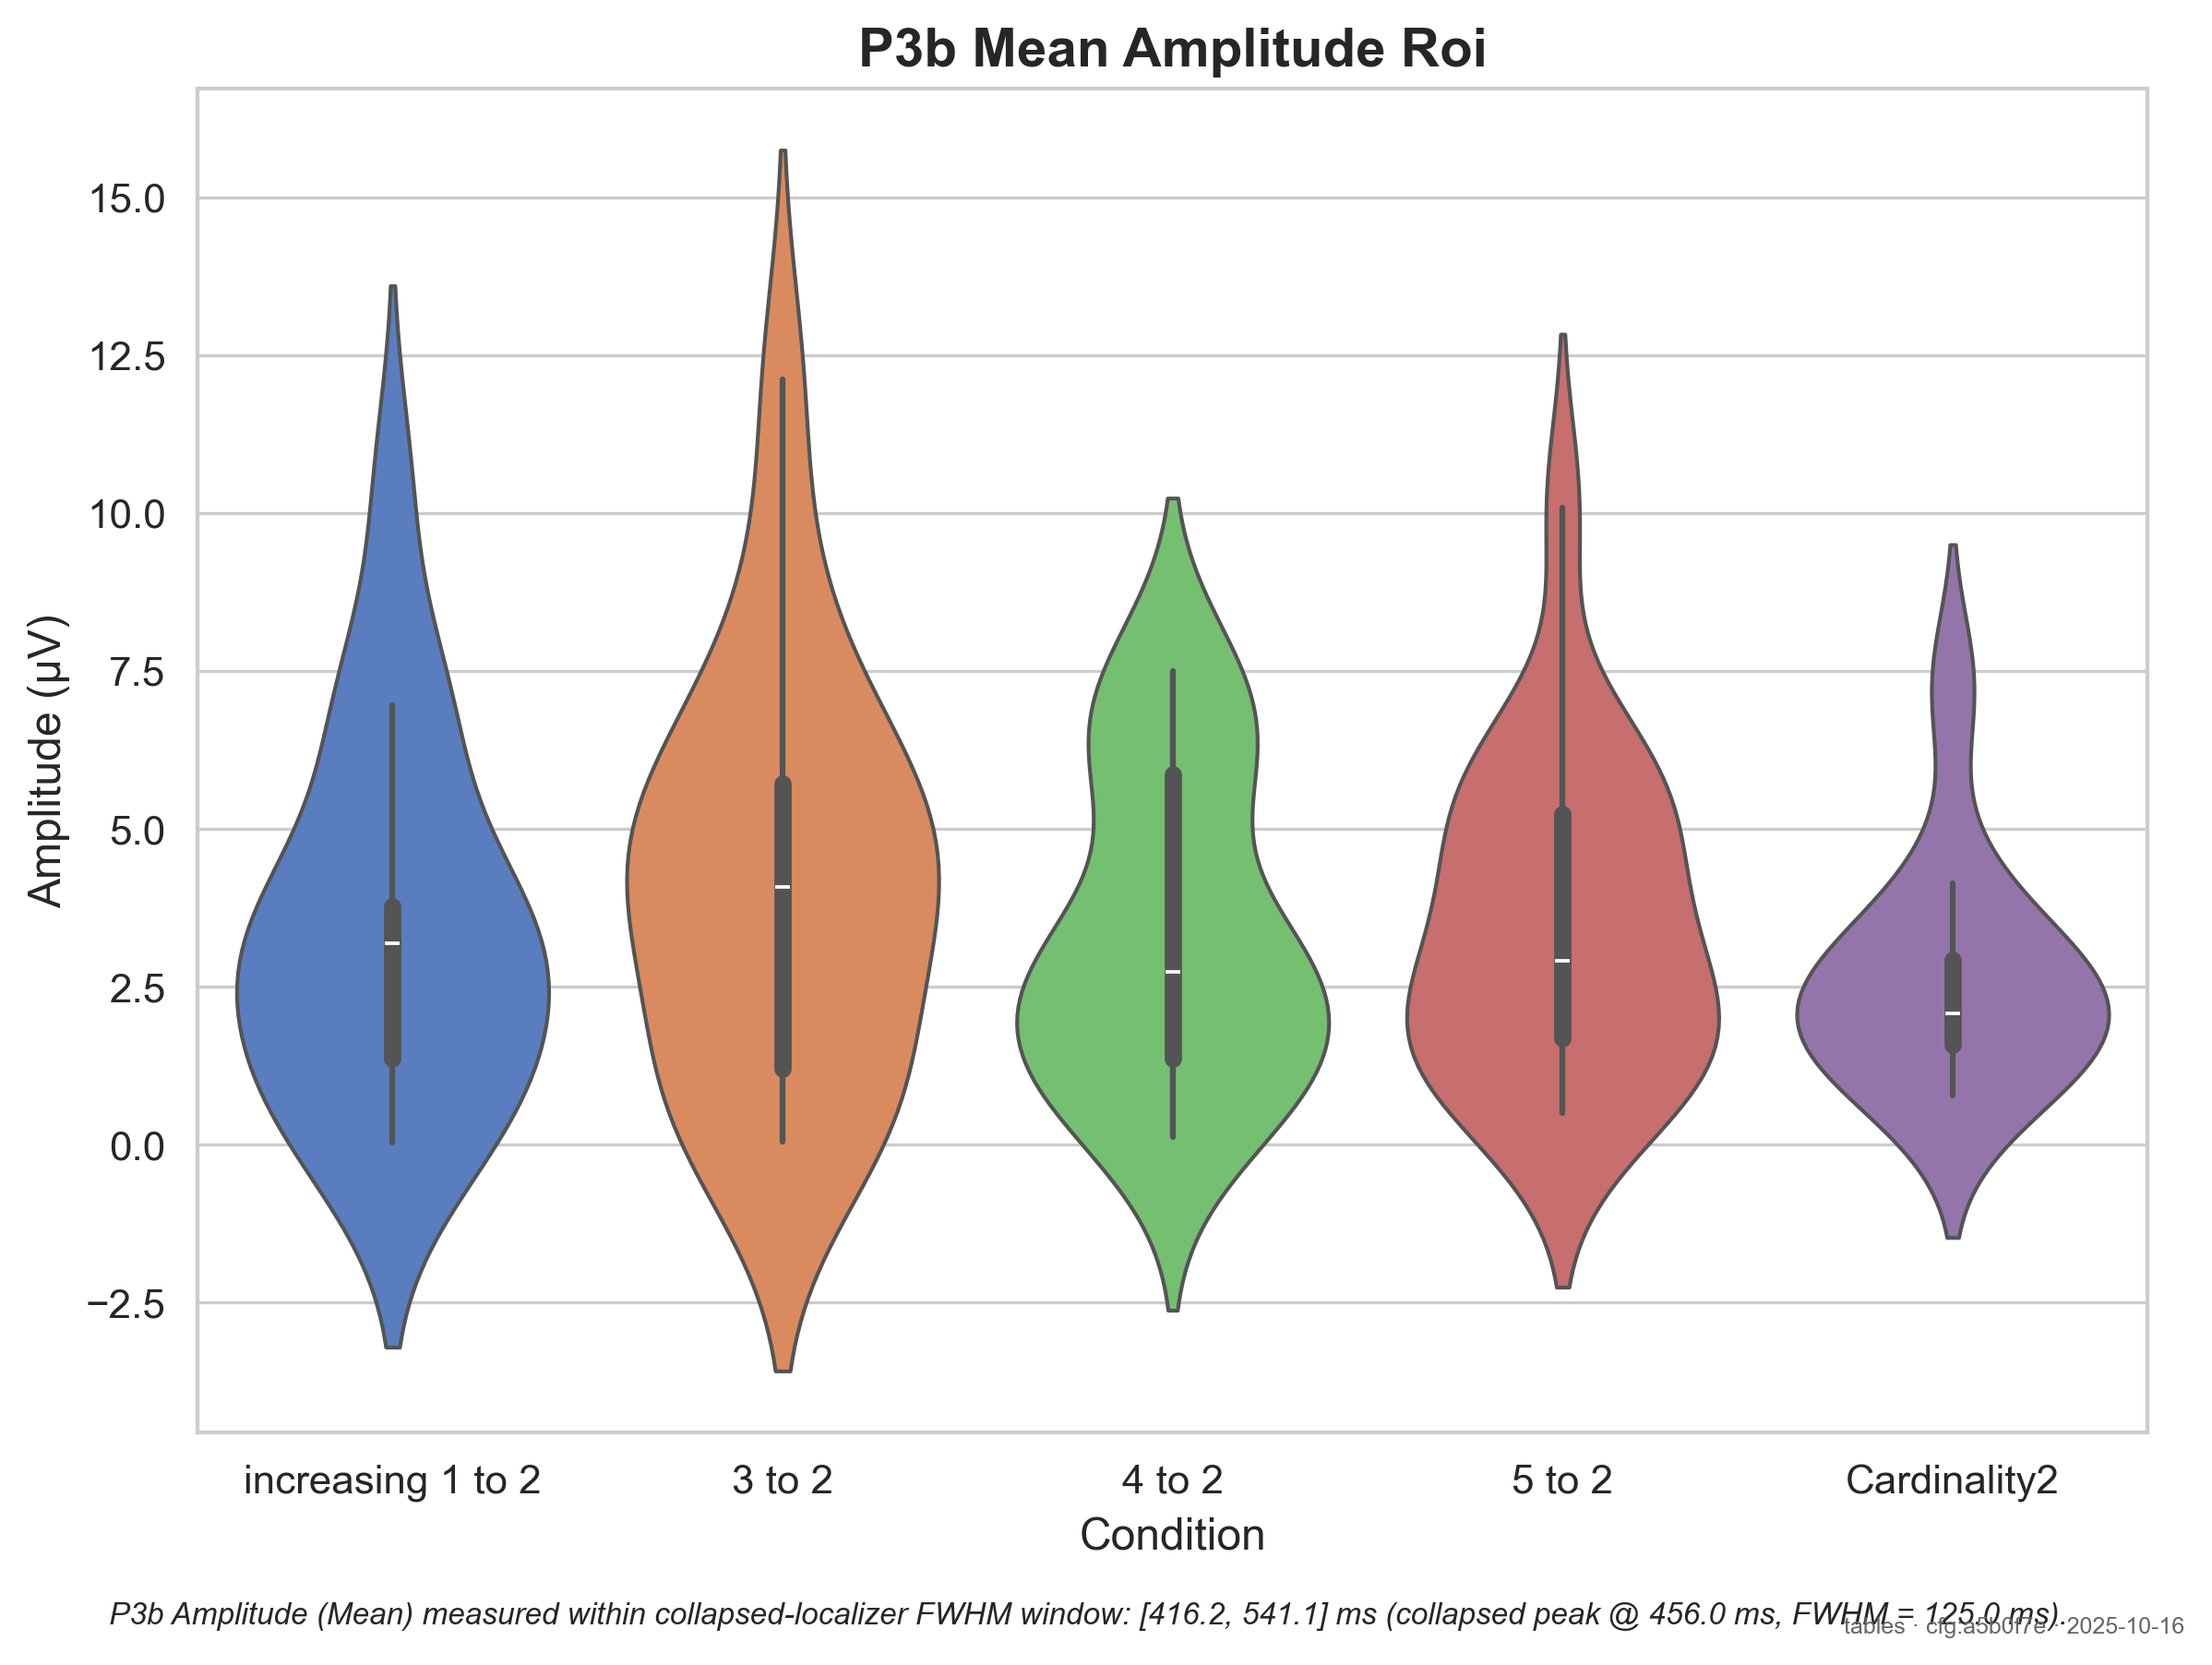 P3b Mean Amplitude Roi
15.0
12.5
10.0
7.5
5.0
2.5
0.0
−2.5
Amplitude (µV)
increasing 1 to 2
3 to 2
4 to 2
5 to 2
Cardinality2
Condition
P3b Amplitude (Mean) measured within collapsed-localizer FWHM window: [416.2, 541.1] ms (collapsed peak @ 456.0 ms, FWHM = 125.0 ms).
tables · cfg:a5b0f7e · 2025-10-16